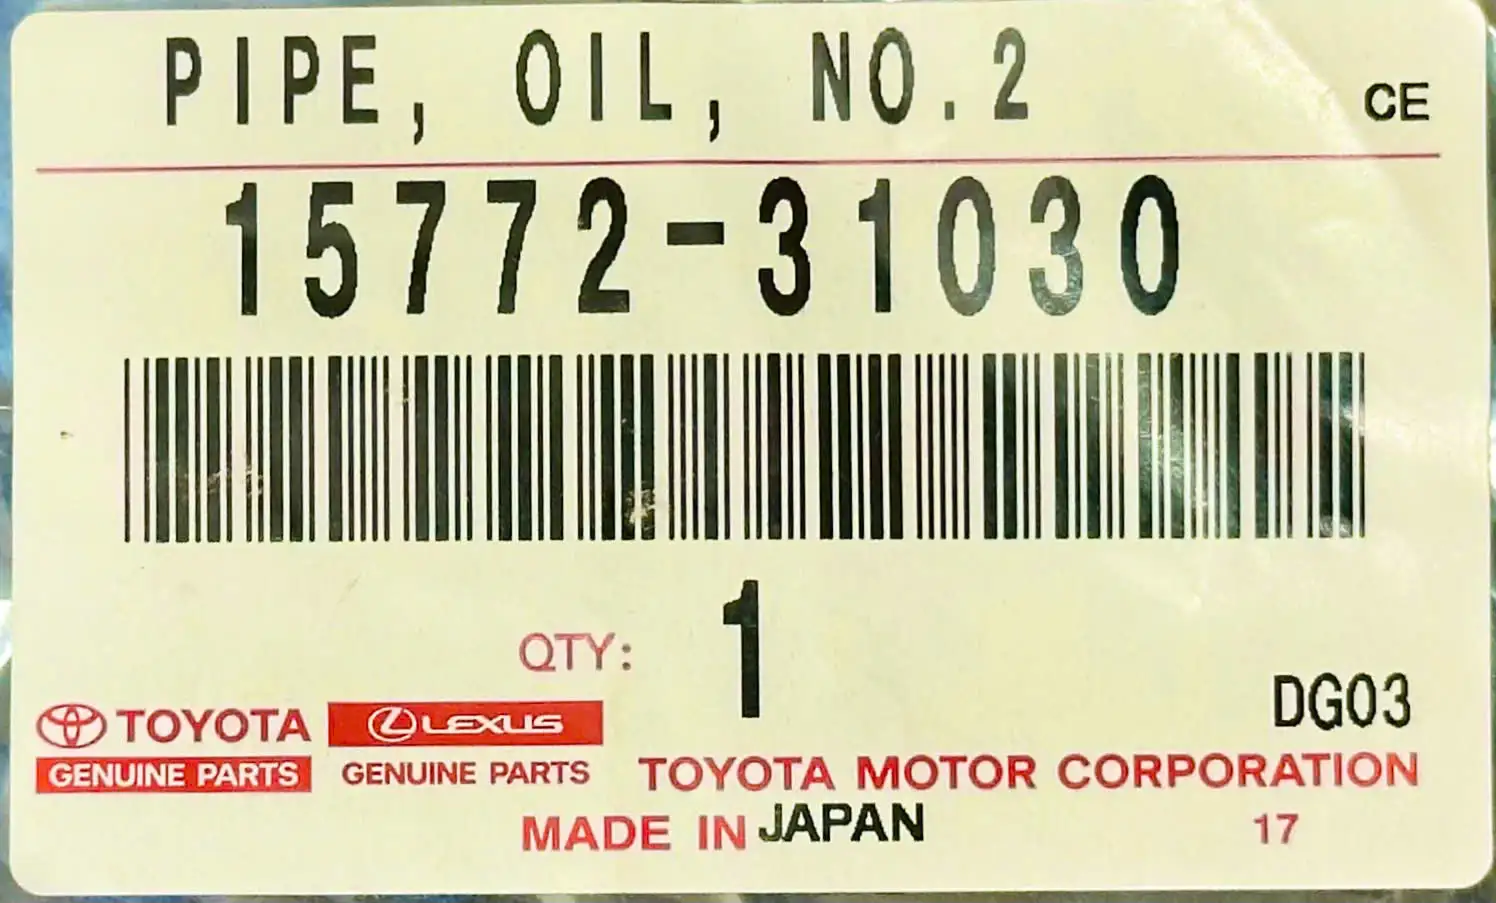 PIPE, OIL, NO.2
CE
15772-31030
QTY: 1
DG03
TOYOTA
GENUINE PARTS
LEXUS
GENUINE PARTS
TOYOTA MOTOR CORPORATION
MADE IN JAPAN
17